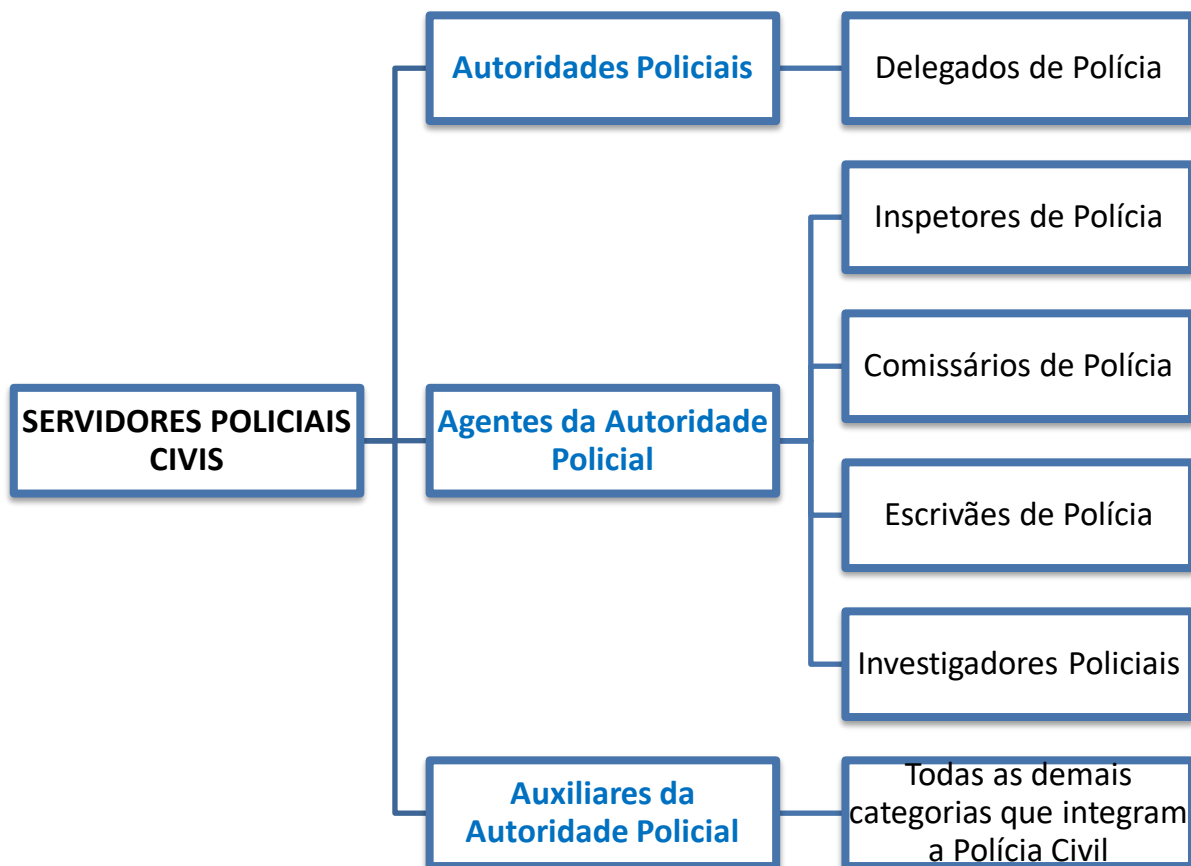 SERVIDORES POLICIAIS
CIVIS
Autoridades Policiais
Delegados de Polícia
Agentes da Autoridade
Policial
Inspetores de Polícia
Comissários de Polícia
Escrivães de Polícia
Investigadores Policiais
Auxiliares da
Autoridade Policial
Todas as demais
categorias que integram
a Polícia Civil